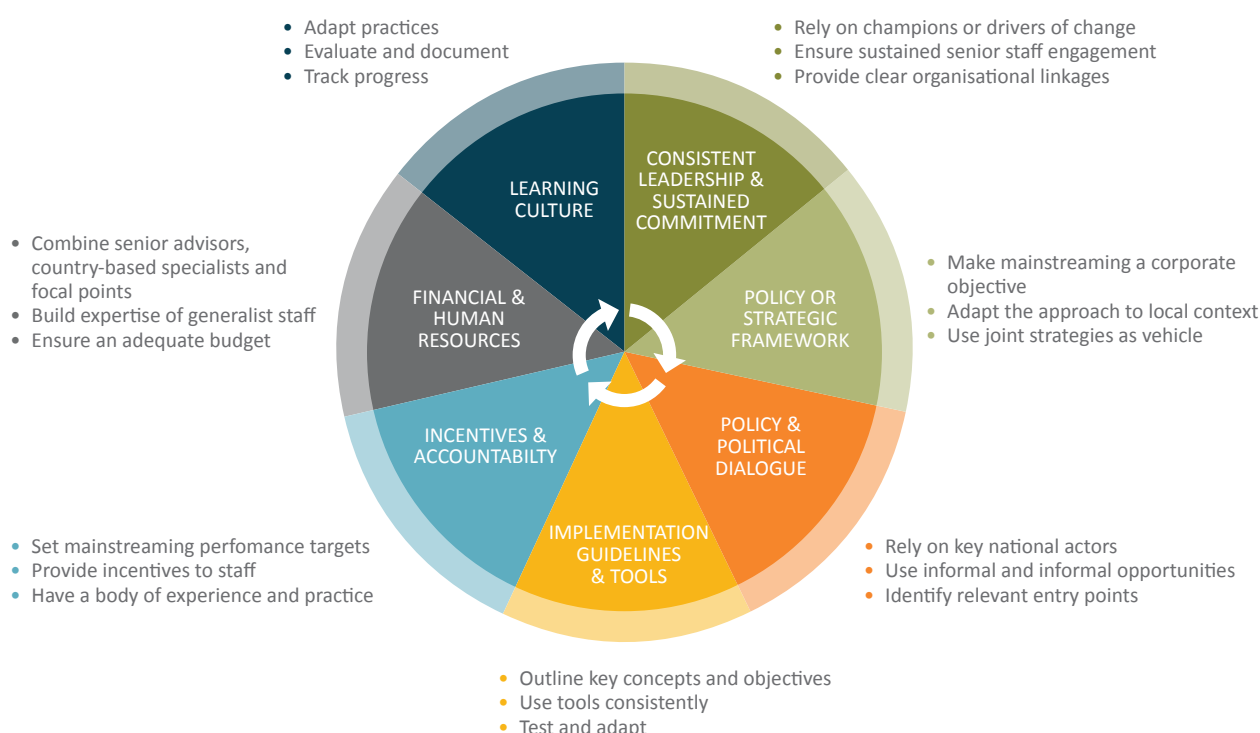 • Adapt practices
• Evaluate and document
• Track progress
• Rely on champions or drivers of change
• Ensure sustained senior staff engagement
• Provide clear organisational linkages
LEARNING
CULTURE
CONSISTENT
LEADERSHIP &
SUSTAINED
COMMITMENT
• Combine senior advisors,
country-based specialists and
focal points
• Build expertise of generalist staff
• Ensure an adequate budget
FINANCIAL &
HUMAN
RESOURCES
POLICY OR
STRATEGIC
FRAMEWORK
• Make mainstreaming a corporate
objective
• Adapt the approach to local context
• Use joint strategies as vehicle
INCENTIVES &
ACCOUNTABILTY
POLICY &
POLITICAL
DIALOGUE
IMPLEMENTATION
GUIDELINES
& TOOLS
• Set mainstreaming perfomance targets
• Provide incentives to staff
• Have a body of experience and practice
• Rely on key national actors
• Use informal and informal opportunities
• Identify relevant entry points
• Outline key concepts and objectives
• Use tools consistently
• Test and adapt